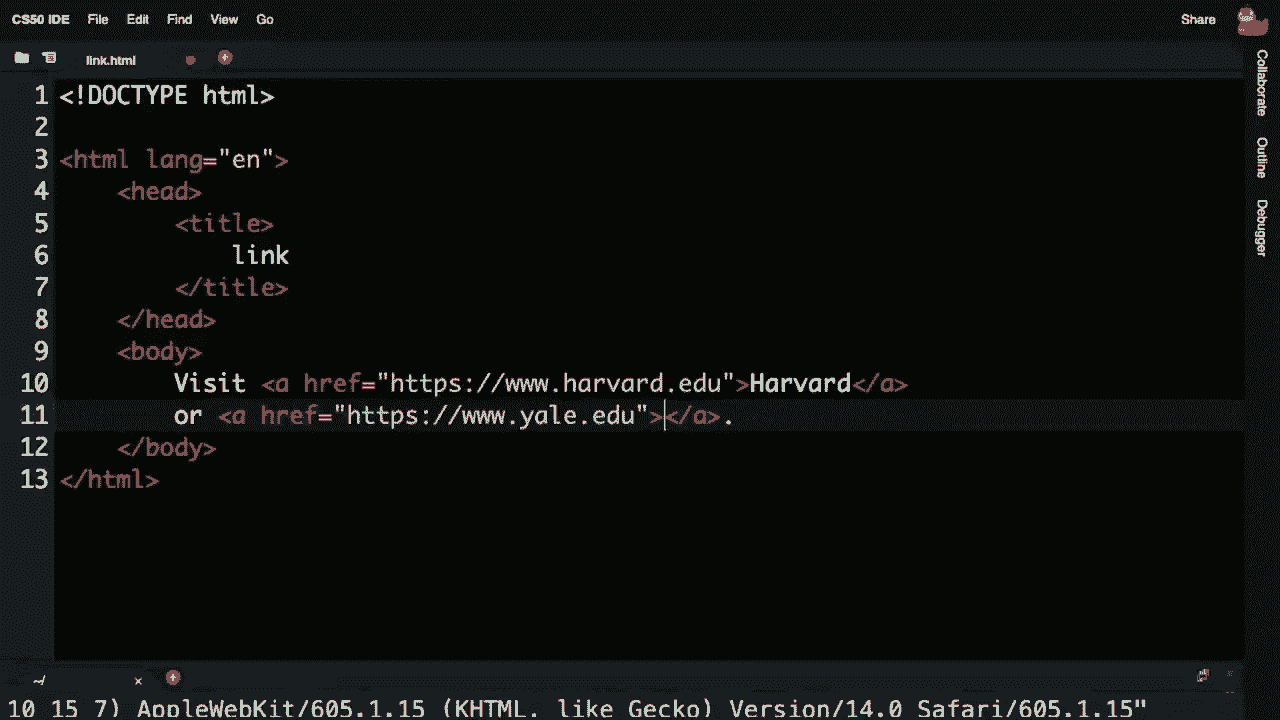 CS50 IDE File Edit Find View Go Share
link.html
Collaborate
Outline
Debugger
1 <!DOCTYPE html>
2
3 <html lang="en">
4 <head>
5 <title>
6 link
7 </title>
8 </head>
9 <body>
10 Visit <a href="https://www.harvard.edu">Harvard</a>
11 or <a href="https://www.yale.edu"></a>.
12 </body>
13 </html>
~/
10_15_7) AppleWebKit/605.1.15 (KHTML, like Gecko) Version/14.0 Safari/605.1.15"